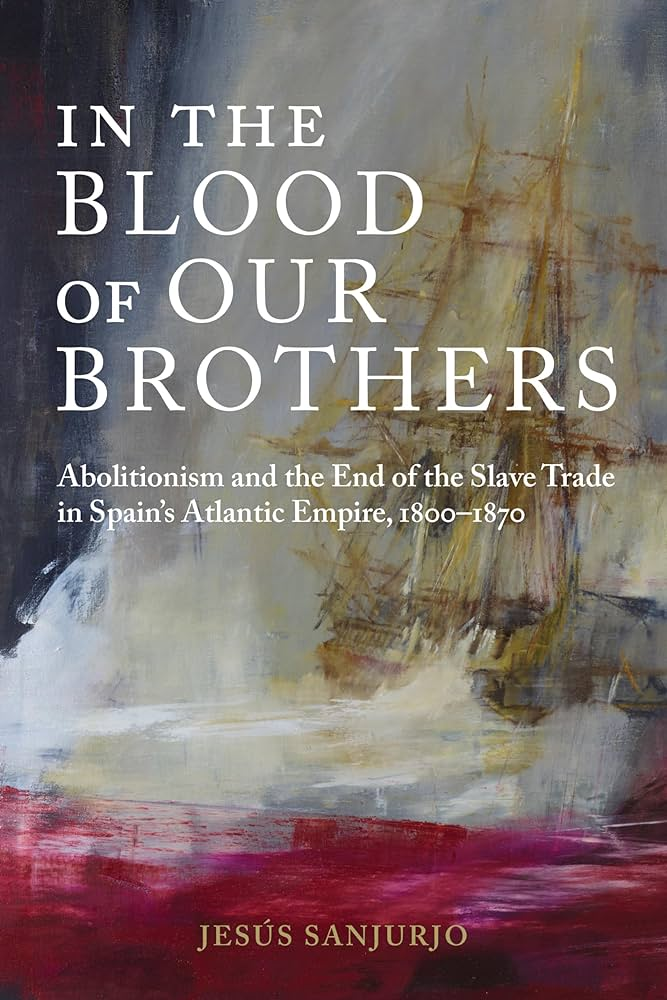 IN THE
BLOOD
OF OUR
BROTHERS
Abolitionism and the End of the Slave Trade
in Spain’s Atlantic Empire, 1800–1870
JESÚS SANJURJO